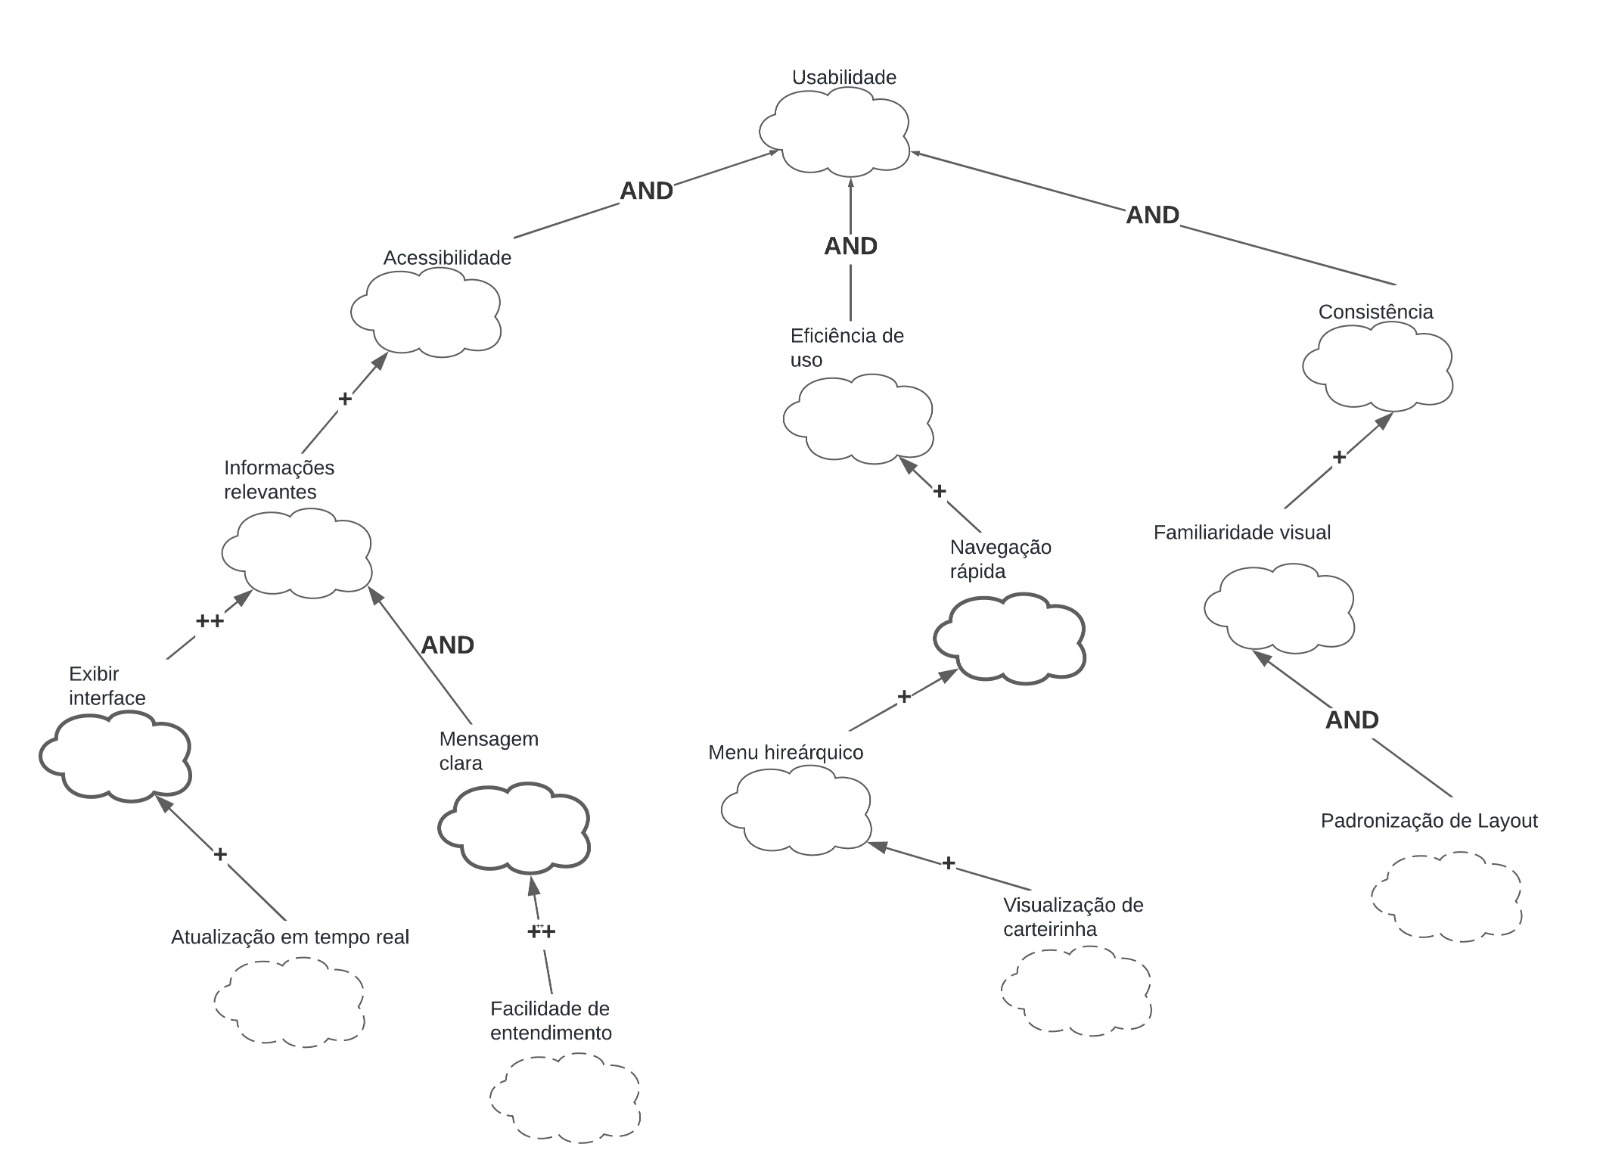 Usabilidade
AND
AND
AND
Acessibilidade
Eficiência de
uso
Consistência
+
+
+
Informações
relevantes
Navegação
rápida
Familiaridade visual
++
AND
+
AND
Exibir
interface
Mensagem
clara
Menu hireárquico
Padronização de Layout
+
+
++
Visualização de
carteirinha
Atualização em tempo real
Facilidade de
entendimento